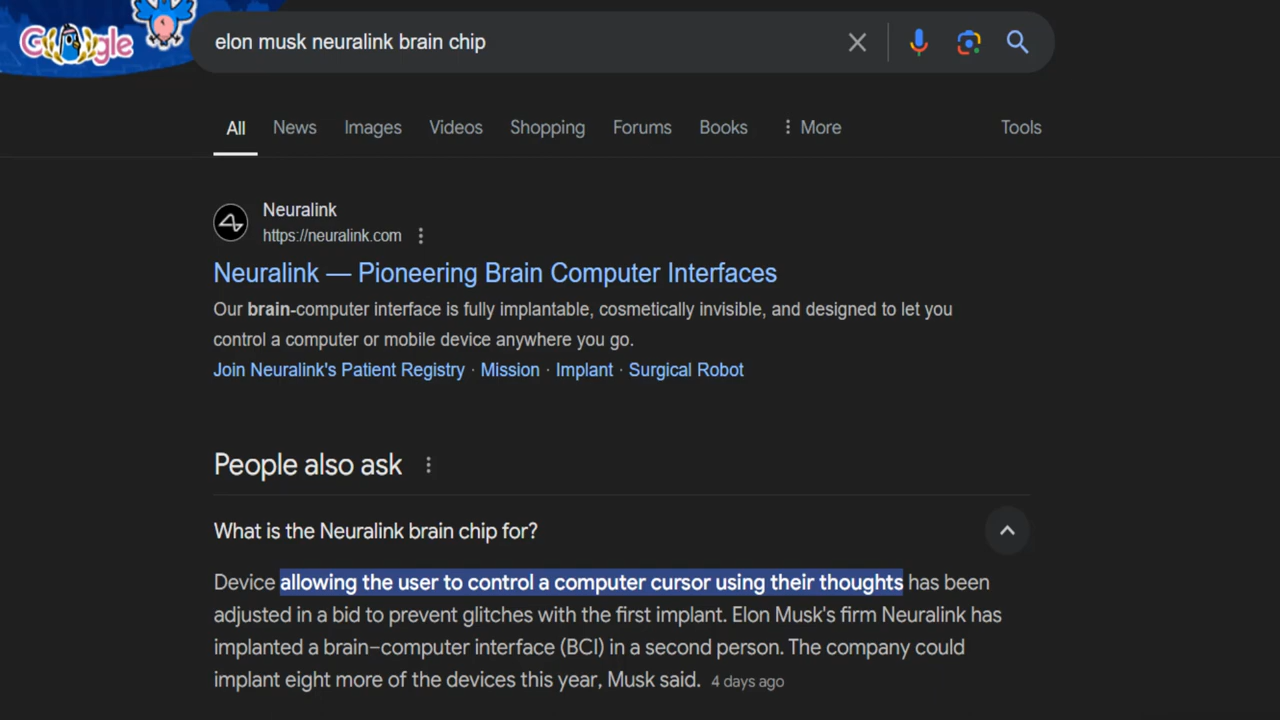 Google
elon musk neuralink brain chip
All News Images Videos Shopping Forums Books More Tools
Neuralink
https://neuralink.com
Neuralink — Pioneering Brain Computer Interfaces
Our brain-computer interface is fully implantable, cosmetically invisible, and designed to let you
control a computer or mobile device anywhere you go.
Join Neuralink's Patient Registry · Mission · Implant · Surgical Robot
People also ask
What is the Neuralink brain chip for?
Device allowing the user to control a computer cursor using their thoughts has been
adjusted in a bid to prevent glitches with the first implant. Elon Musk's firm Neuralink has
implanted a brain–computer interface (BCI) in a second person. The company could
implant eight more of the devices this year, Musk said. 4 days ago